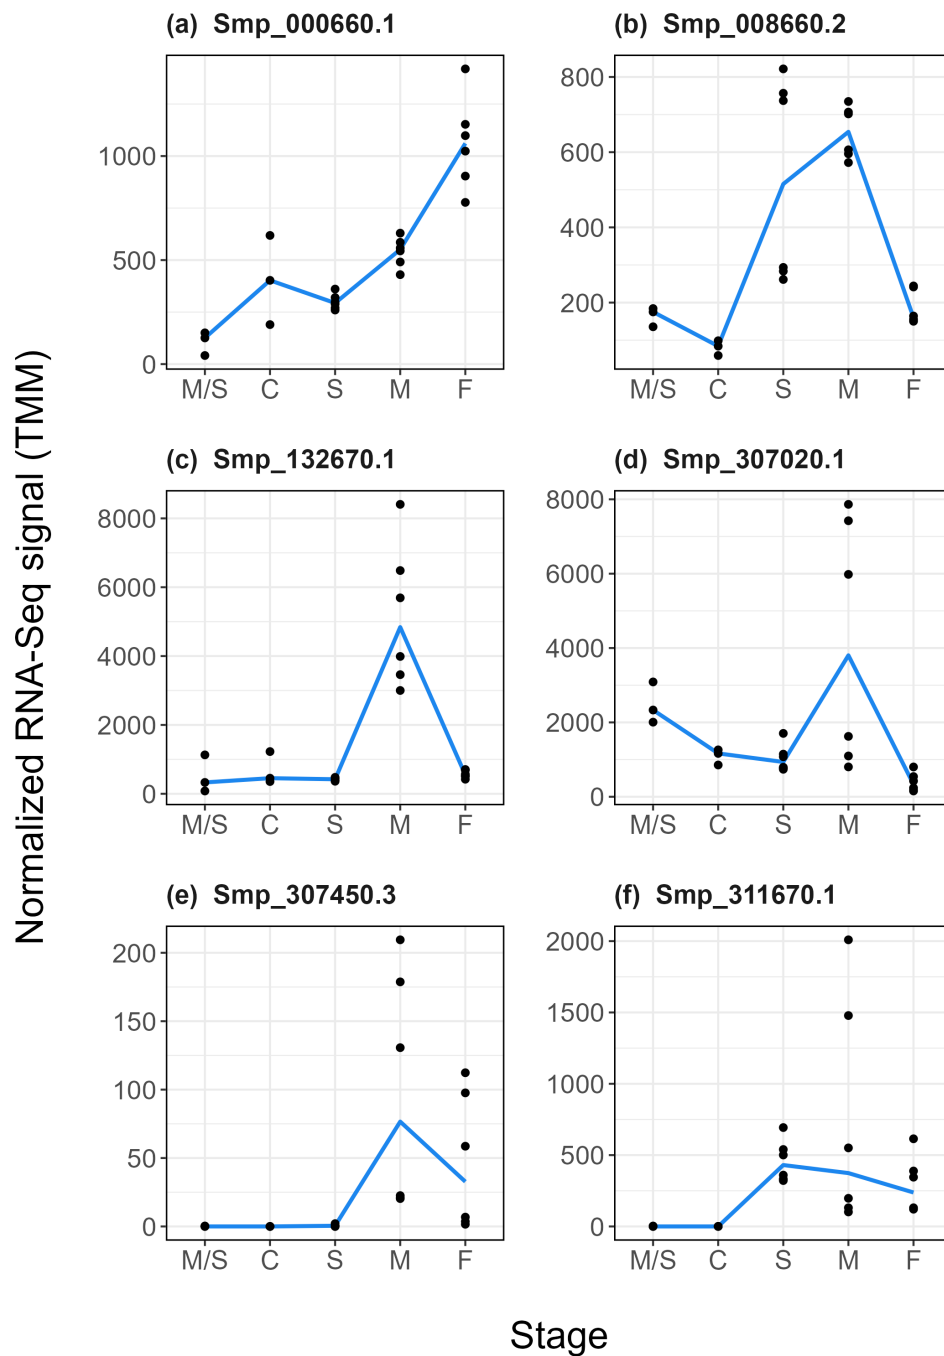 Normalized RNA-Seq signal (TMM)
(a) Smp_000660.1
1000
500
0
M/S C S M F
(b) Smp_008660.2
800
600
400
200
M/S C S M F
(c) Smp_132670.1
8000
6000
4000
2000
0
M/S C S M F
(d) Smp_307020.1
8000
6000
4000
2000
0
M/S C S M F
(e) Smp_307450.3
200
150
100
50
0
M/S C S M F
(f) Smp_311670.1
2000
1500
1000
500
0
M/S C S M F
Stage